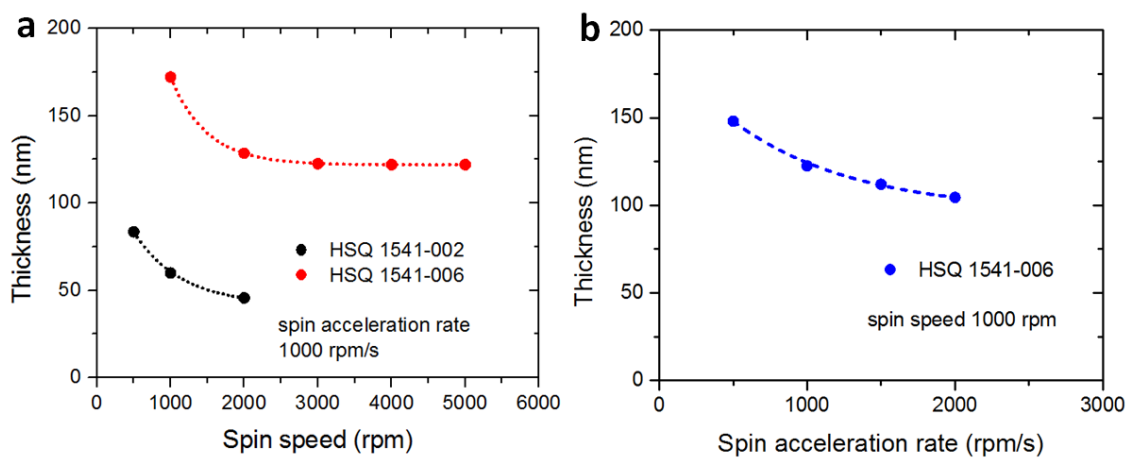 a
200
150
100
50
0
Thickness (nm)
HSQ 1541-002
HSQ 1541-006
spin acceleration rate
1000 rpm/s
0 1000 2000 3000 4000 5000 6000
Spin speed (rpm)
b
200
150
100
50
0
Thickness (nm)
HSQ 1541-006
spin speed 1000 rpm
0 1000 2000 3000
Spin acceleration rate (rpm/s)